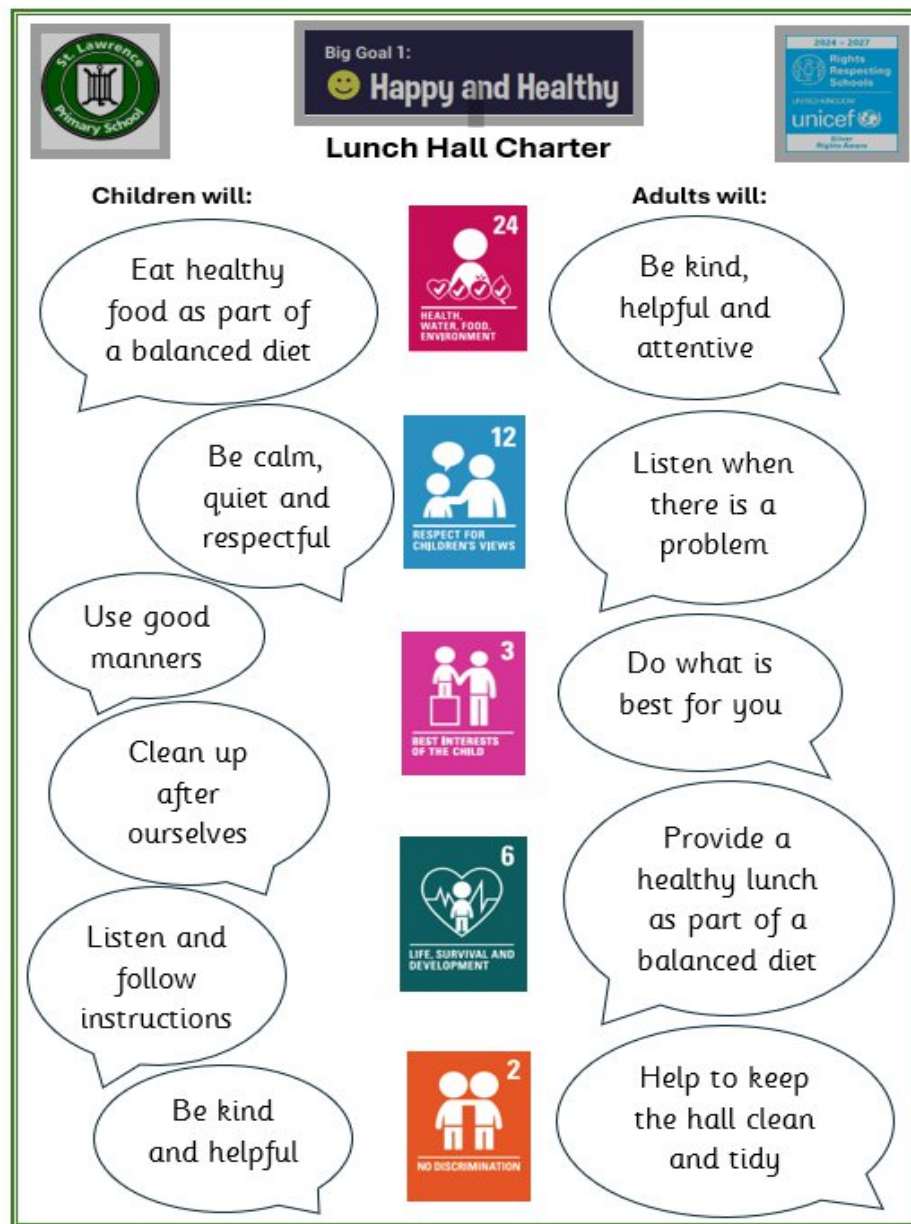 St. Lawrence
Primary School
Big Goal 1:
Happy and Healthy
2024 - 2027
Rights
Respecting
Schools
UNITED KINGDOM
unicef
Silver
Rights Aware
Lunch Hall Charter
Children will:
Eat healthy
food as part of
a balanced diet
Be calm,
quiet and
respectful
Use good
manners
Clean up
after
ourselves
Listen and
follow
instructions
Be kind
and helpful
24
HEALTH,
WATER, FOOD,
ENVIRONMENT
12
RESPECT FOR
CHILDREN'S VIEWS
3
BEST INTERESTS
OF THE CHILD
6
LIFE, SURVIVAL AND
DEVELOPMENT
2
NO DISCRIMINATION
Adults will:
Be kind,
helpful and
attentive
Listen when
there is a
problem
Do what is
best for you
Provide a
healthy lunch
as part of a
balanced diet
Help to keep
the hall clean
and tidy